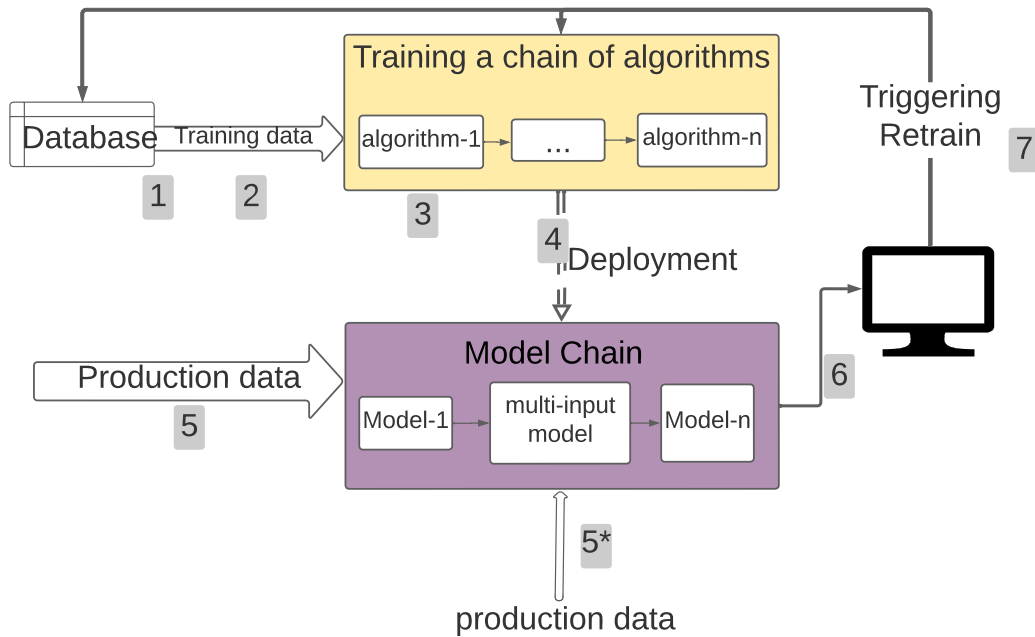 Training a chain of algorithms
Database
Training data
algorithm-1
...
algorithm-n
Triggering
Retrain
7
1
2
3
4
Deployment
Model Chain
Production data
5
Model-1
multi-input
model
Model-n
6
5*
production data